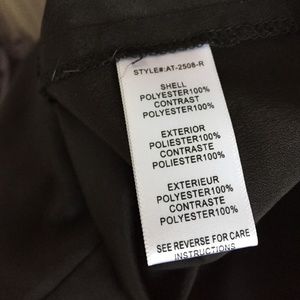 STYLE#:AT-2508-R
SHELL
POLYESTER100%
CONTRAST
POLYESTER100%
EXTERIOR
POLIESTER100%
CONTRASTE
POLIESTER100%
EXTERIEUR
POLYESTER100%
CONTRASTE
POLYESTER100%
SEE REVERSE FOR CARE
INSTRUCTIONS